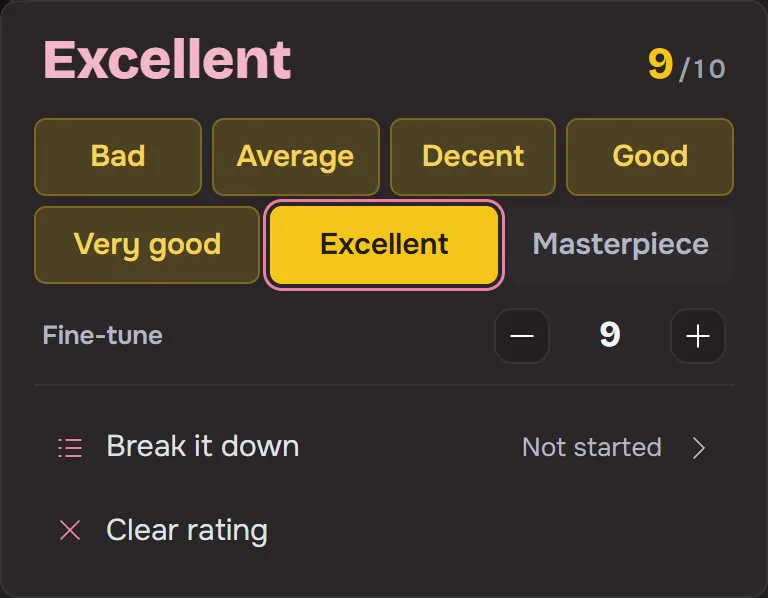 Excellent 9/10
Bad Average Decent Good
Very good Excellent Masterpiece
Fine-tune 9
Break it down Not started
Clear rating